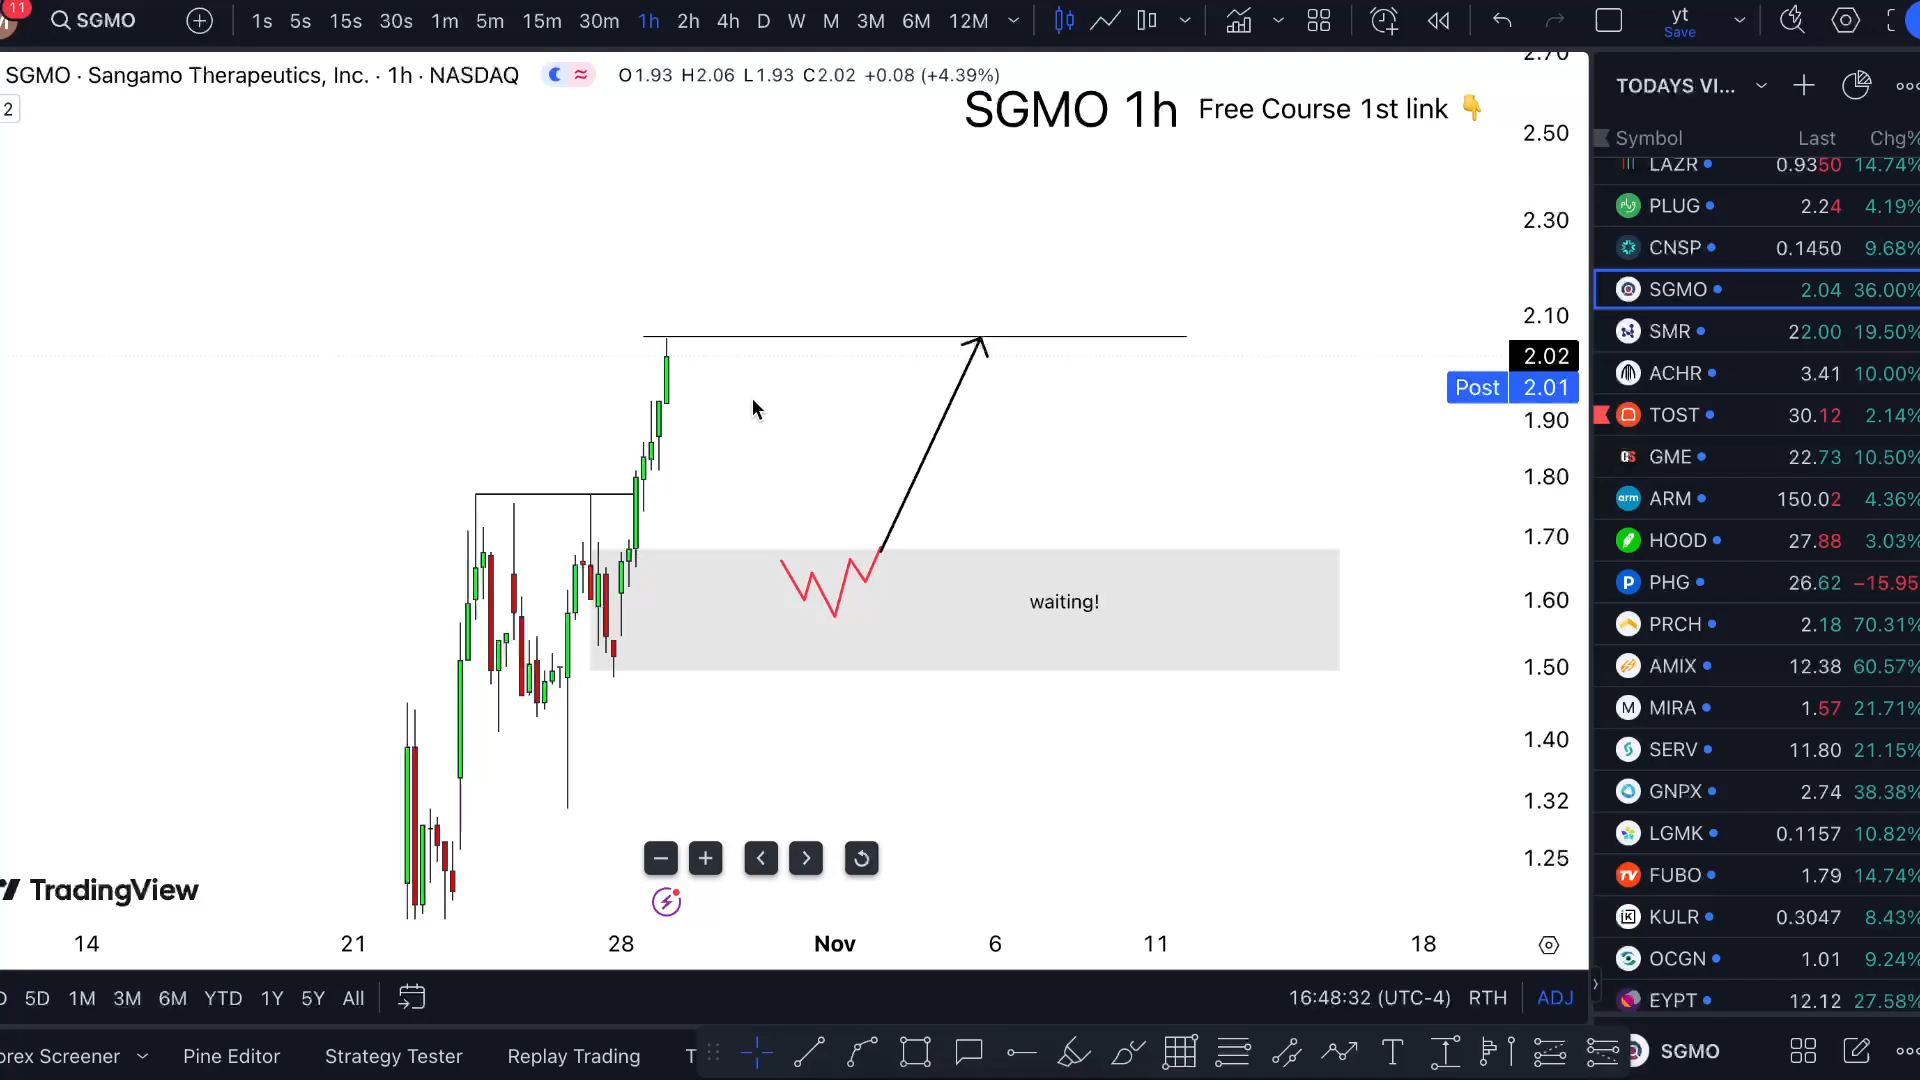 11
SGMO
1s 5s 15s 30s 1m 5m 15m 30m 1h 2h 4h D W M 3M 6M 12M
yt
Save
SGMO · Sangamo Therapeutics, Inc. · 1h · NASDAQ
O1.93 H2.06 L1.93 C2.02 +0.08 (+4.39%)
2
SGMO 1h Free Course 1st link 👇
2.70
2.50
2.30
2.10
2.02
Post 2.01
1.90
1.80
1.70
1.60
1.50
1.40
1.32
1.25
waiting!
TradingView
14 21 28 Nov 6 11 18
5D 1M 3M 6M YTD 1Y 5Y All
16:48:32 (UTC-4) RTH ADJ
orex Screener Pine Editor Strategy Tester Replay Trading T
TODAYS VI...
Symbol Last Chg%
LAZR 0.9350 14.74%
PLUG 2.24 4.19%
CNSP 0.1450 9.68%
SGMO 2.04 36.00%
SMR 22.00 19.50%
ACHR 3.41 10.00%
TOST 30.12 2.14%
GME 22.73 10.50%
ARM 150.02 4.36%
HOOD 27.88 3.03%
PHG 26.62 −15.95
PRCH 2.18 70.31%
AMIX 12.38 60.57%
MIRA 1.57 21.71%
SERV 11.80 21.15%
GNPX 2.74 38.38%
LGMK 0.1157 10.82%
FUBO 1.79 14.74%
KULR 0.3047 8.43%
OCGN 1.01 9.24%
EYPT 12.12 27.58%
SGMO